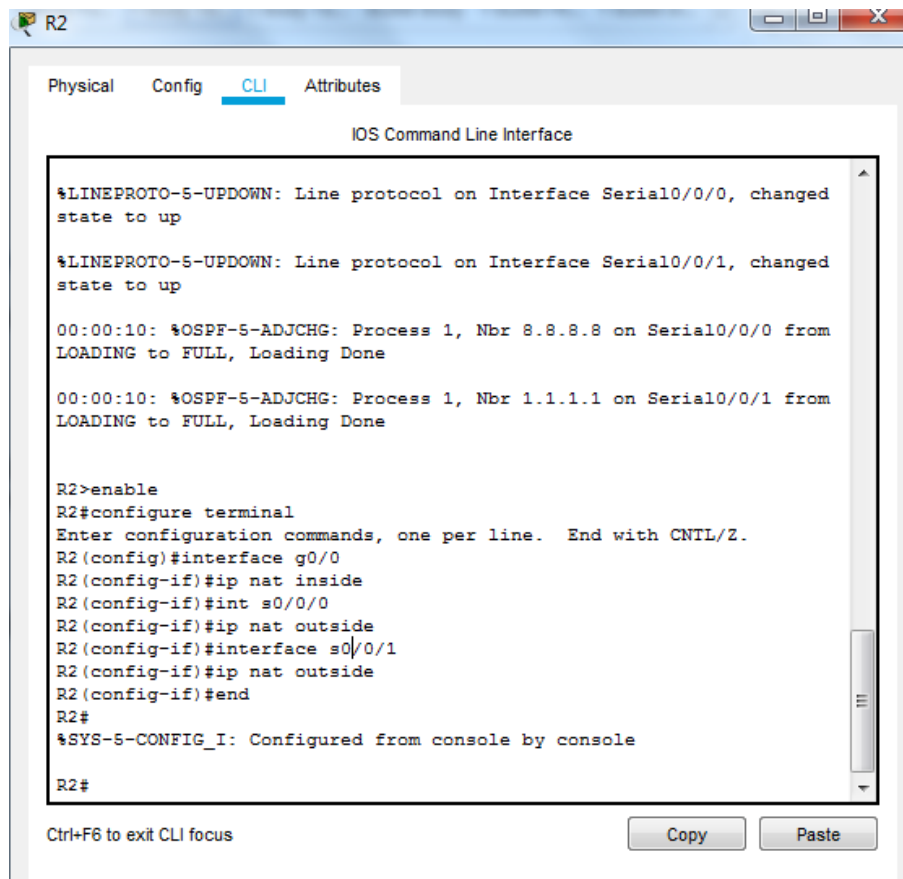 R2
Physical Config CLI Attributes
IOS Command Line Interface
%LINEPROTO-5-UPDOWN: Line protocol on Interface Serial0/0/0, changed
state to up
%LINEPROTO-5-UPDOWN: Line protocol on Interface Serial0/0/1, changed
state to up
00:00:10: %OSPF-5-ADJCHG: Process 1, Nbr 8.8.8.8 on Serial0/0/0 from
LOADING to FULL, Loading Done
00:00:10: %OSPF-5-ADJCHG: Process 1, Nbr 1.1.1.1 on Serial0/0/1 from
LOADING to FULL, Loading Done
R2>enable
R2#configure terminal
Enter configuration commands, one per line.  End with CNTL/Z.
R2(config)#interface g0/0
R2(config-if)#ip nat inside
R2(config-if)#int s0/0/0
R2(config-if)#ip nat outside
R2(config-if)#interface s0/0/1
R2(config-if)#ip nat outside
R2(config-if)#end
R2#
%SYS-5-CONFIG_I: Configured from console by console
R2#
Ctrl+F6 to exit CLI focus
Copy
Paste